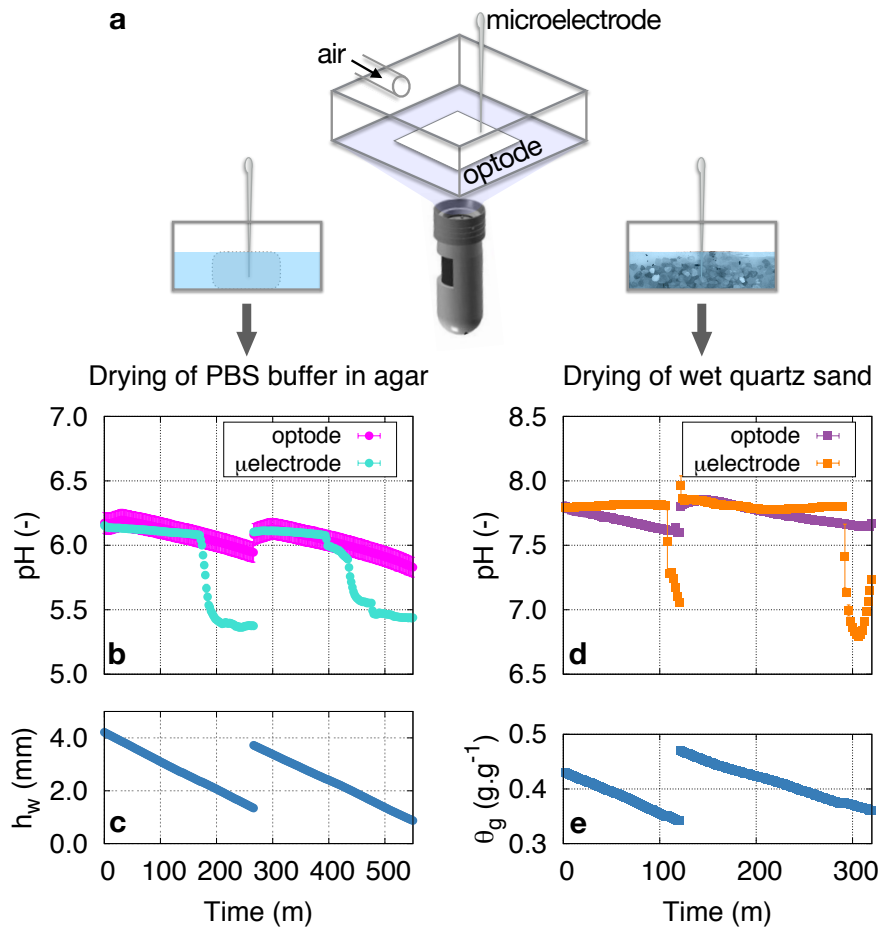 a
microelectrode
air
optode
Drying of PBS buffer in agar
Drying of wet quartz sand
7.0
6.5
6.0
5.5
5.0
pH (-)
optode
μelectrode
b
8.5
8.0
7.5
7.0
6.5
pH (-)
optode
μelectrode
d
4.0
2.0
0.0
h_w (mm)
c
0 100 200 300 400 500
Time (m)
0.5
0.4
0.3
θ_g (g.g⁻¹)
e
0 100 200 300
Time (m)